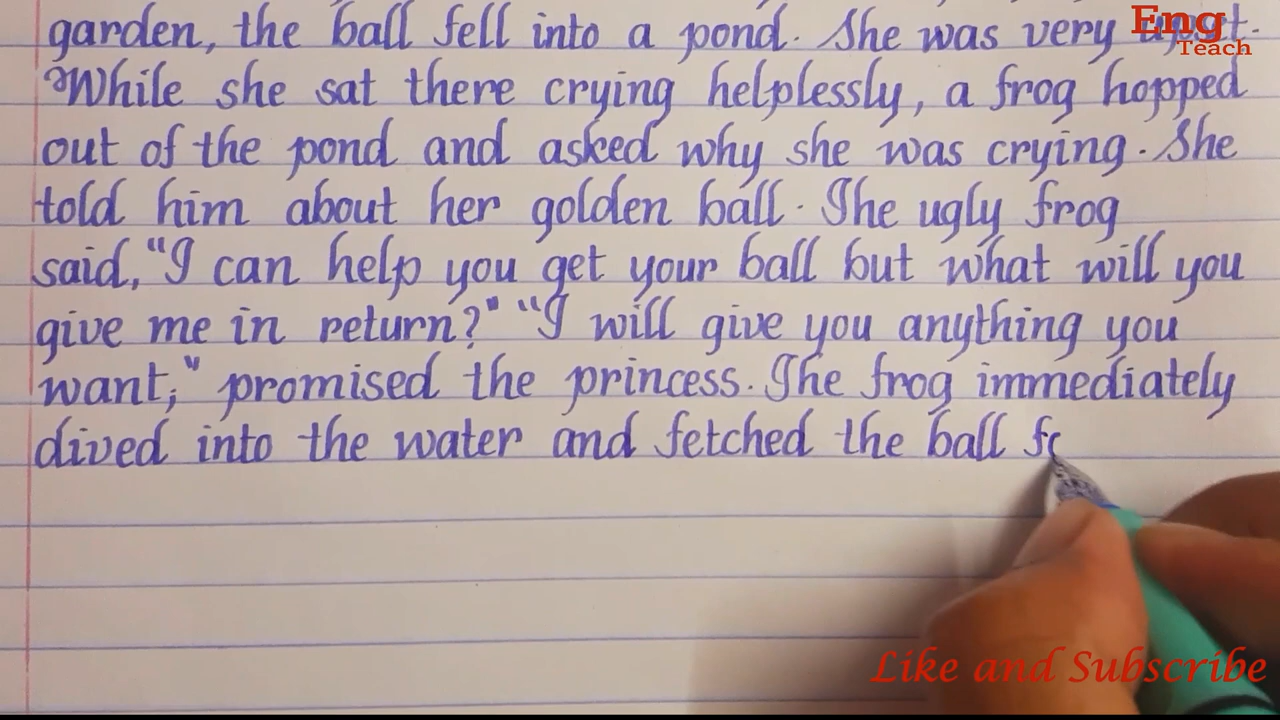 garden, the ball fell into a pond. She was very upset.
While she sat there crying helplessly, a frog hopped
out of the pond and asked why she was crying. She
told him about her golden ball. The ugly frog
said, "I can help you get your ball but what will you
give me in return?" "I will give you anything you
want," promised the princess. The frog immediately
dived into the water and fetched the ball fo
Eng
Teach
Like and Subscribe